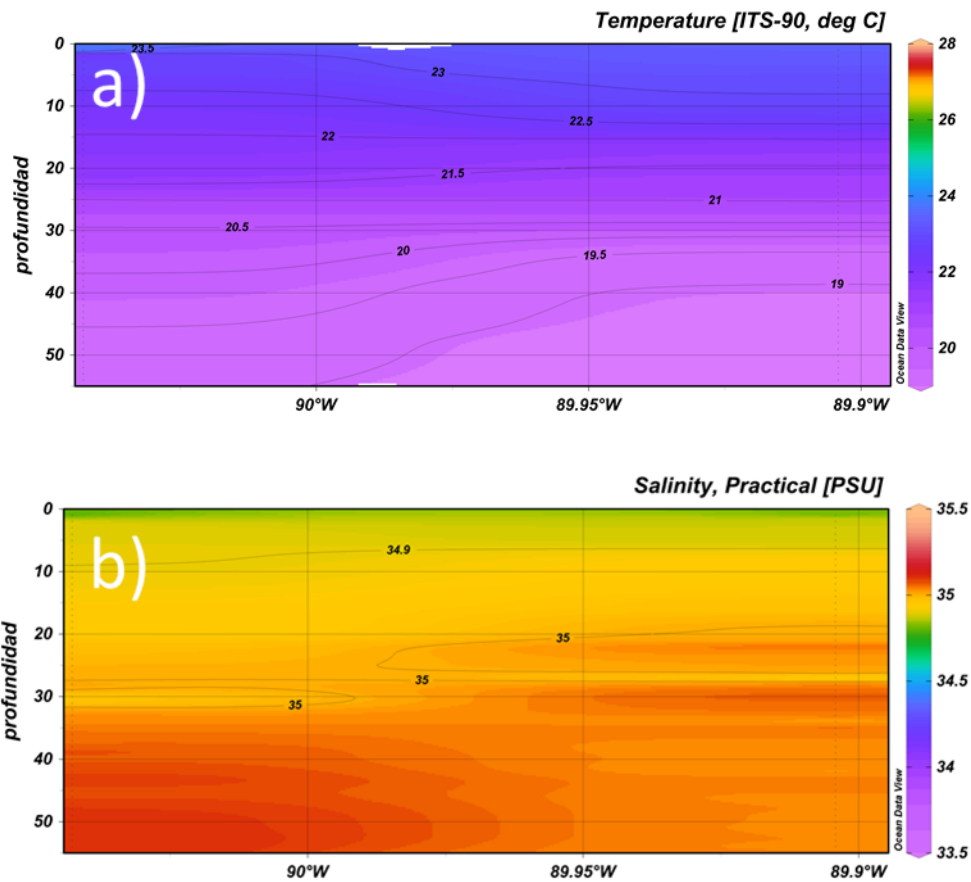 Temperature [ITS-90, deg C]
a)
0
10
20
30
40
50
profundidad
23.5
23
22.5
22
21.5
21
20.5
20
19.5
19
90°W
89.95°W
89.9°W
Ocean Data View
28
26
24
22
20
Salinity, Practical [PSU]
b)
0
10
20
30
40
50
profundidad
34.9
35
35
35
90°W
89.95°W
89.9°W
Ocean Data View
35.5
35
34.5
34
33.5